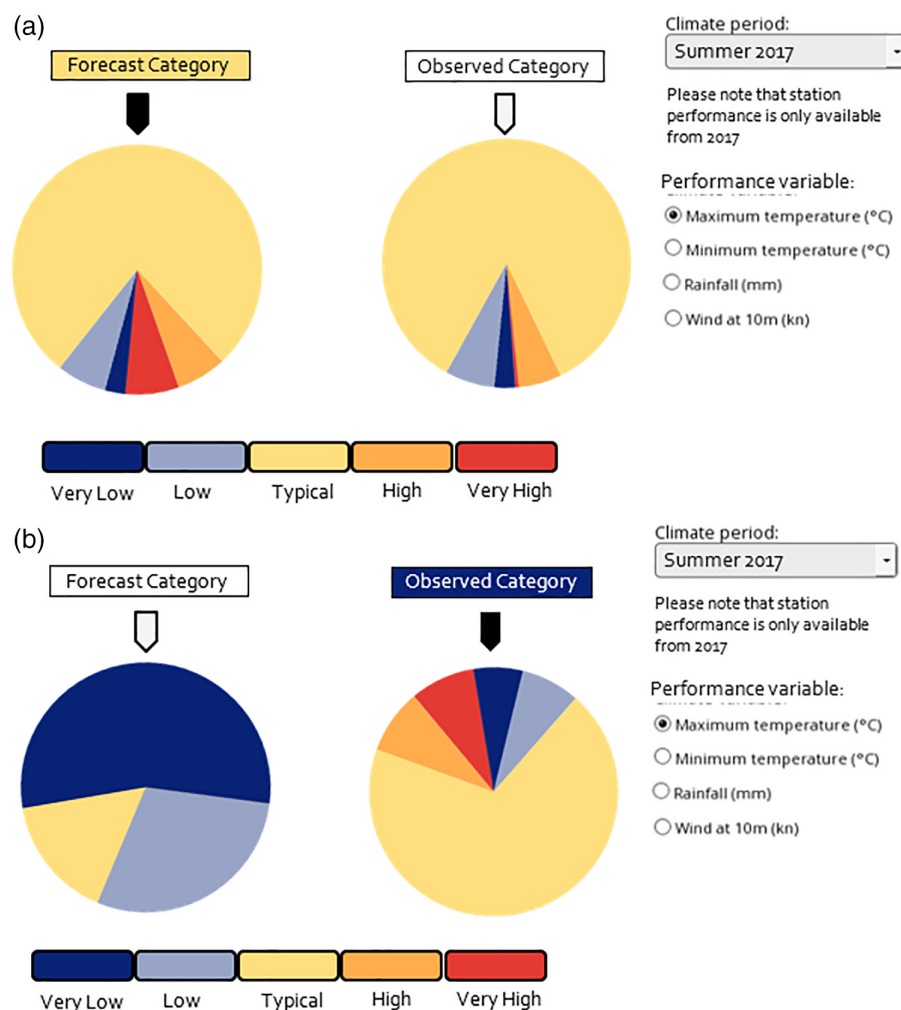 (a)
Forecast Category
Observed Category
Climate period:
Summer 2017
Please note that station
performance is only available
from 2017
Performance variable:
Maximum temperature (°C)
Minimum temperature (°C)
Rainfall (mm)
Wind at 10m (kn)
Very Low
Low
Typical
High
Very High
(b)
Forecast Category
Observed Category
Climate period:
Summer 2017
Please note that station
performance is only available
from 2017
Performance variable:
Maximum temperature (°C)
Minimum temperature (°C)
Rainfall (mm)
Wind at 10m (kn)
Very Low
Low
Typical
High
Very High